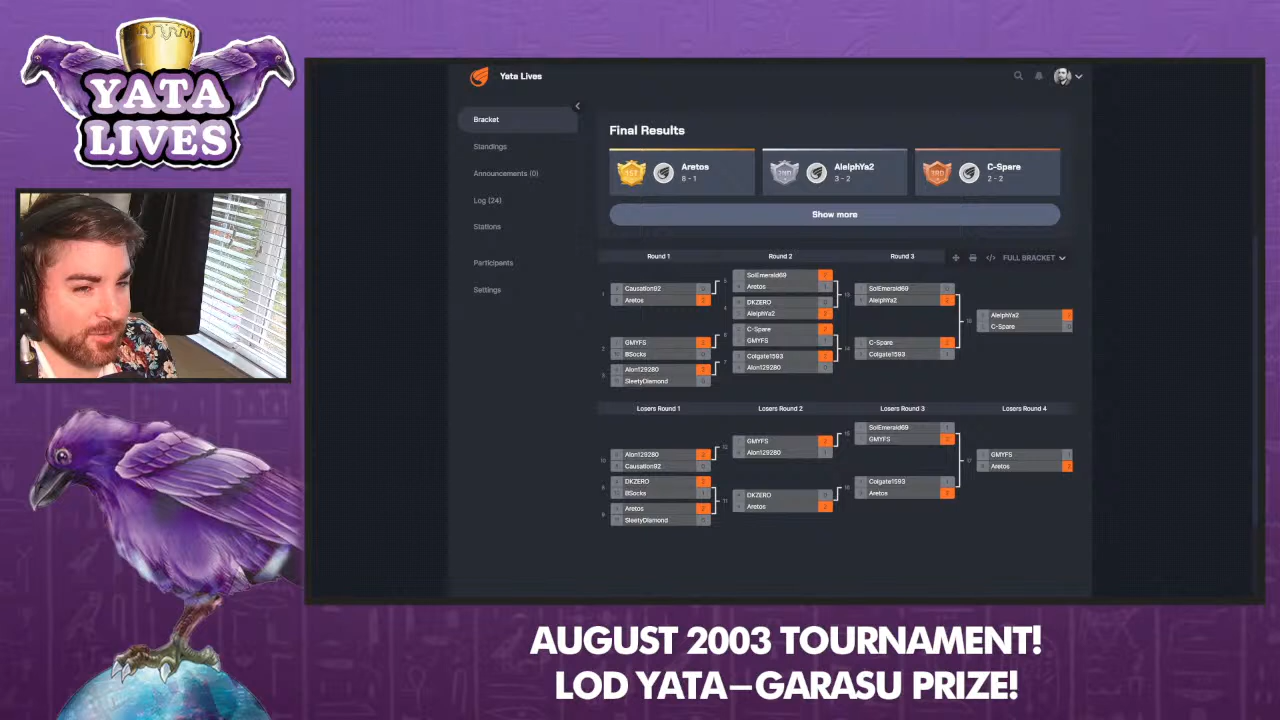 YATA
LIVES
Yata Lives
Bracket
Standings
Announcements (0)
Log (24)
Stations
Participants
Settings
Final Results
1ST
Aretos
2ND
AlelphYa2
3 - 2
3RD
C-Spare
2 - 2
Show more
Round 1
Round 2
Round 3
FULL BRACKET
Causation92
Aretos
GMYFS
BSocks
Alon129280
SleetyDiamond
SolEmerald69
Aretos
DKZERO
AlelphYa2
C-Spare
GMYFS
Colgate1593
Alon129280
SolEmerald69
AlelphYa2
C-Spare
Colgate1593
AlelphYa2
C-Spare
Losers Round 1
Losers Round 2
Losers Round 3
Losers Round 4
Alon129280
Causation92
DKZERO
BSocks
Aretos
SleetyDiamond
GMYFS
Alon129280
DKZERO
Aretos
SolEmerald69
GMYFS
Colgate1593
Aretos
GMYFS
Aretos
AUGUST 2003 TOURNAMENT!
LOD YATA–GARASU PRIZE!